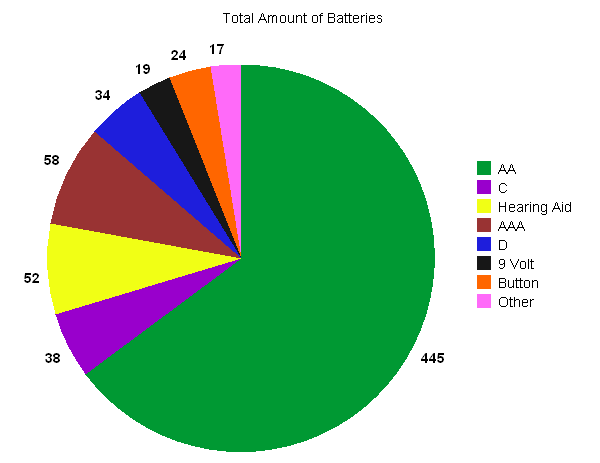 Total Amount of Batteries
17
24
19
34
58
52
38
445
AA
C
Hearing Aid
AAA
D
9 Volt
Button
Other